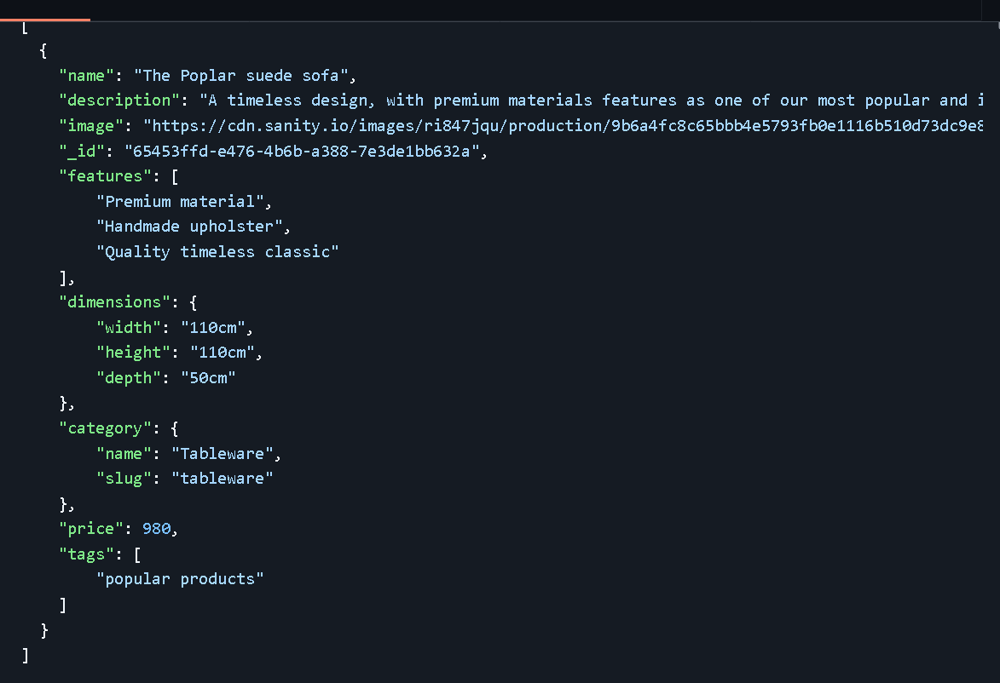 [
{
"name": "The Poplar suede sofa",
"description": "A timeless design, with premium materials features as one of our most popular and i
"image": "https://cdn.sanity.io/images/ri847jqu/production/9b6a4fc8c65bbb4e5793fb0e1116b510d73dc9e8
"_id": "65453ffd-e476-4b6b-a388-7e3de1bb632a",
"features": [
"Premium material",
"Handmade upholster",
"Quality timeless classic"
],
"dimensions": {
"width": "110cm",
"height": "110cm",
"depth": "50cm"
},
"category": {
"name": "Tableware",
"slug": "tableware"
},
"price": 980,
"tags": [
"popular products"
]
}
]